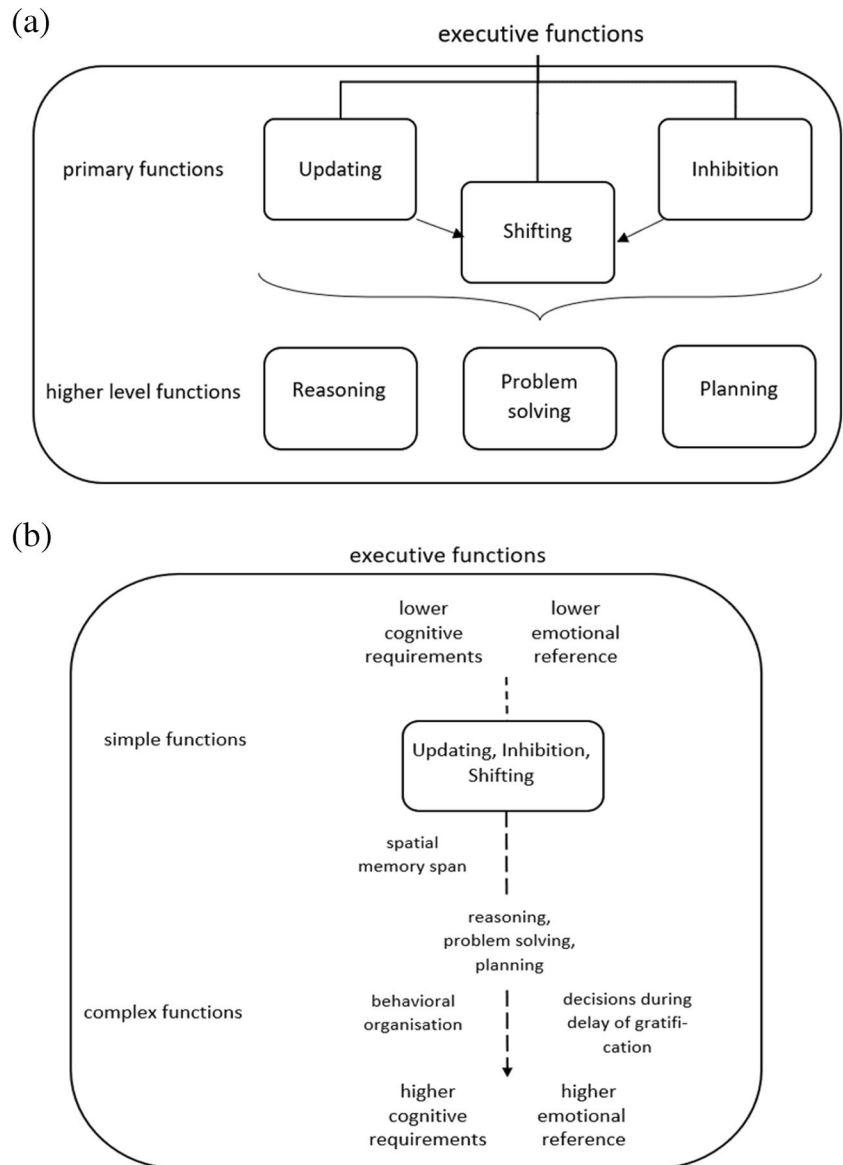 (a)
executive functions
primary functions
Updating
Inhibition
Shifting
higher level functions
Reasoning
Problem
solving
Planning
(b)
executive functions
lower
cognitive
requirements
lower
emotional
reference
simple functions
Updating, Inhibition,
Shifting
spatial
memory span
reasoning,
problem solving,
planning
complex functions
behavioral
organisation
decisions during
delay of gratifi-
cation
higher
cognitive
requirements
higher
emotional
reference